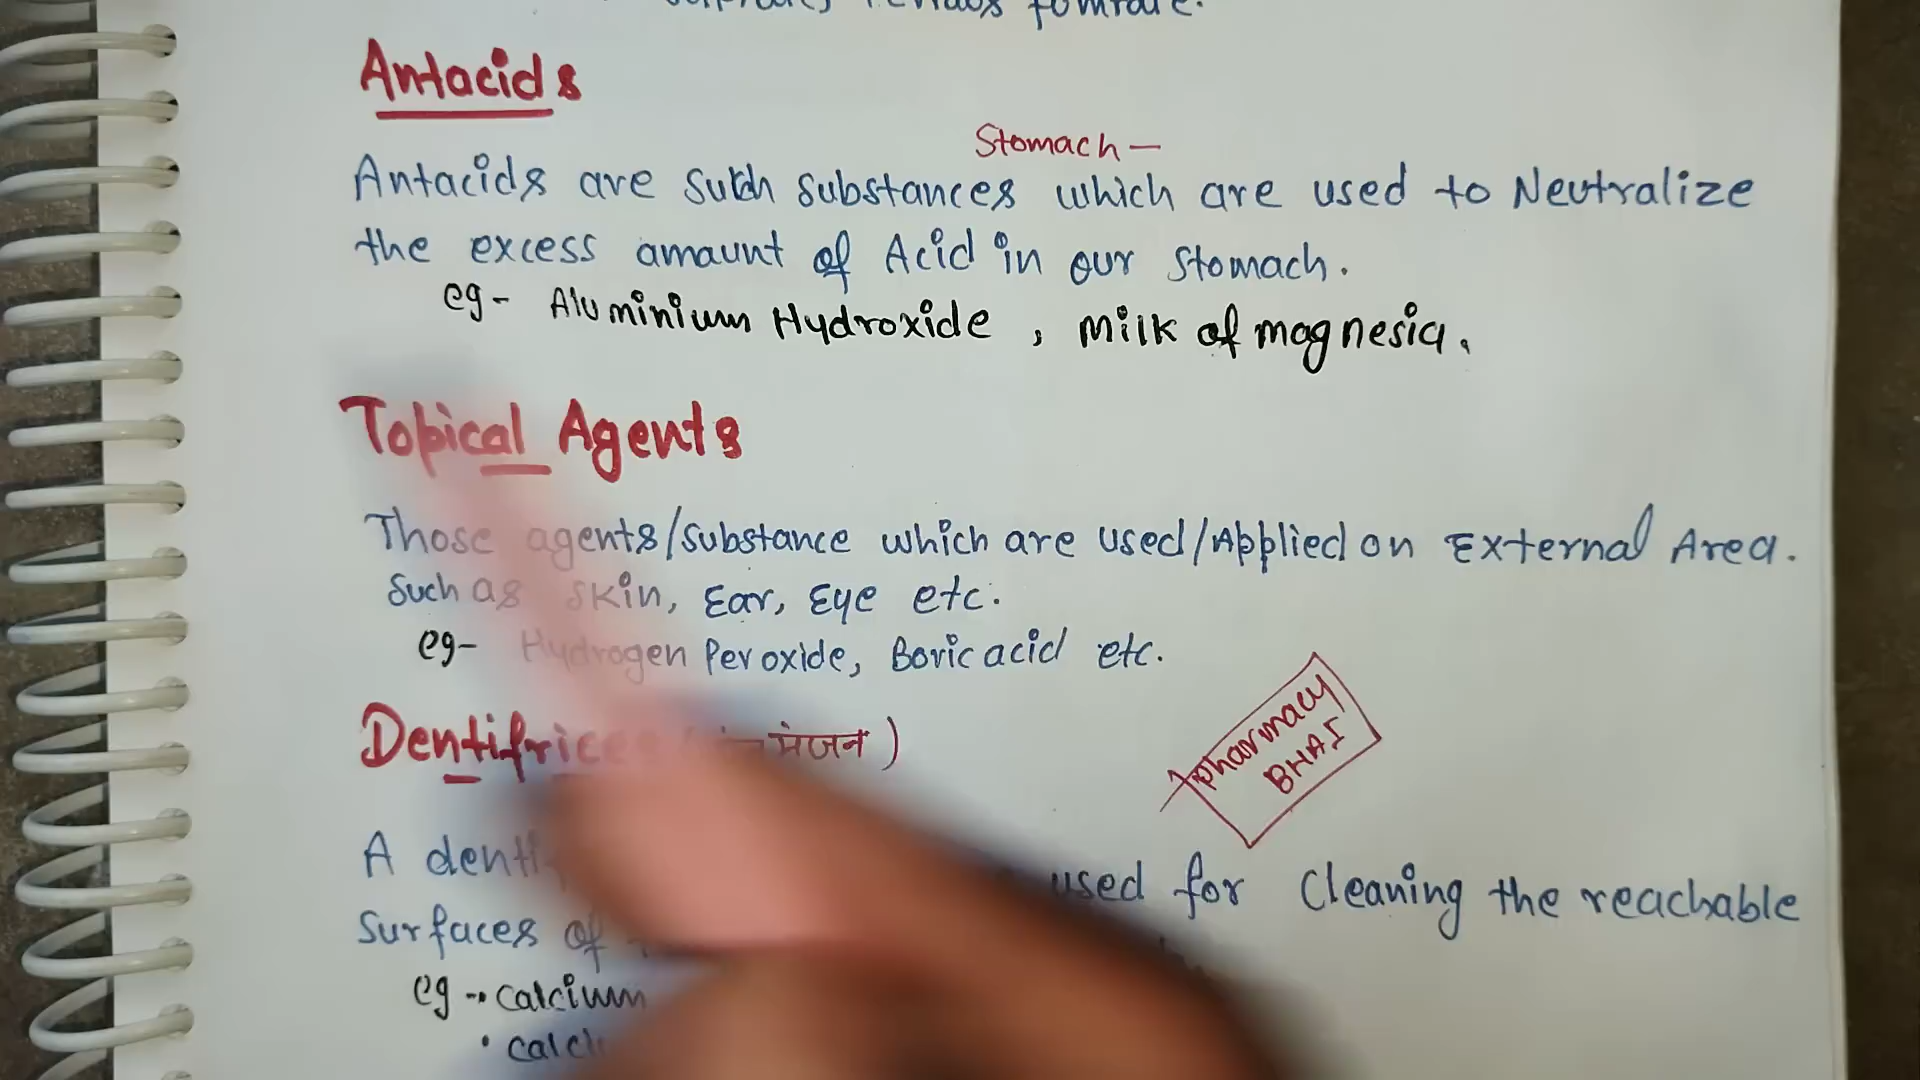 Fumrate.
Antacids
Stomach —
Antacids are such substances which are used to Neutralize
the excess amaunt of Acid in our stomach.
eg- Aluminium Hydroxide , Milk of magnesia.
Topical Agents
Those agents/substance which are used/Applied on External Area.
Such as skin, Ear, Eye etc.
eg- Hydrogen Peroxide, Boric acid etc.
Dentifrices ( मंजन )
pharmacy
BHAI
A used for Cleaning the reachable
surfaces of
eg → calcium